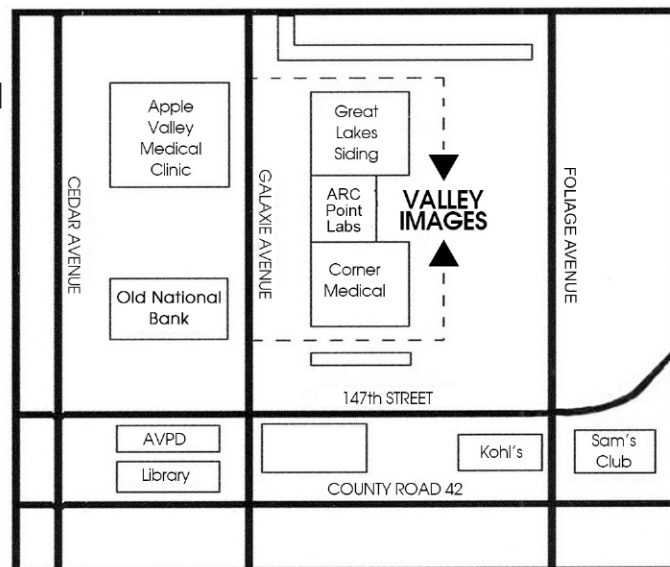 Apple
Valley
Medical
Clinic
Great
Lakes
Siding
ARC
Point
Labs
VALLEY
IMAGES
CEDAR AVENUE
GALAXIE AVENUE
FOLIAGE AVENUE
Corner
Medical
Old National
Bank
147th STREET
AVPD
Library
Kohl's
Sam's
Club
COUNTY ROAD 42